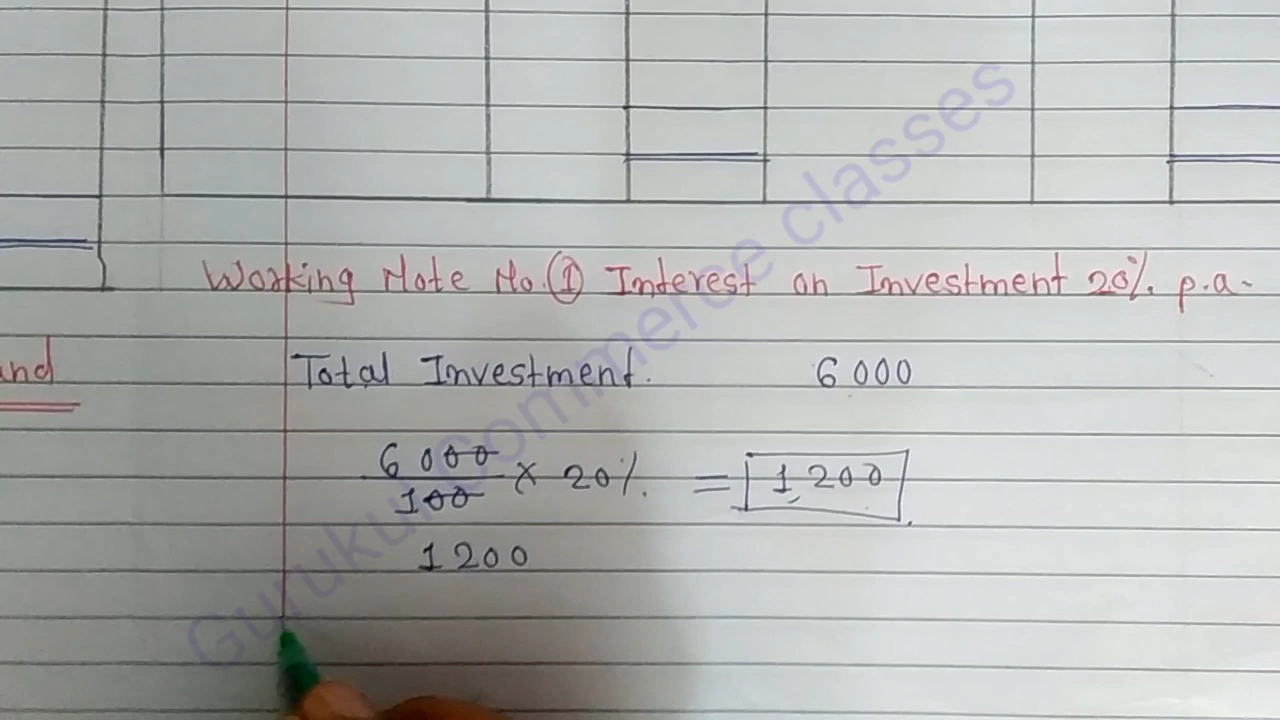 Working Note No. ① Interest on Investment 20% p.a.
and
Total Investment. 6000
6000
100
× 20% = 1200
1200
Gurukul commerce classes